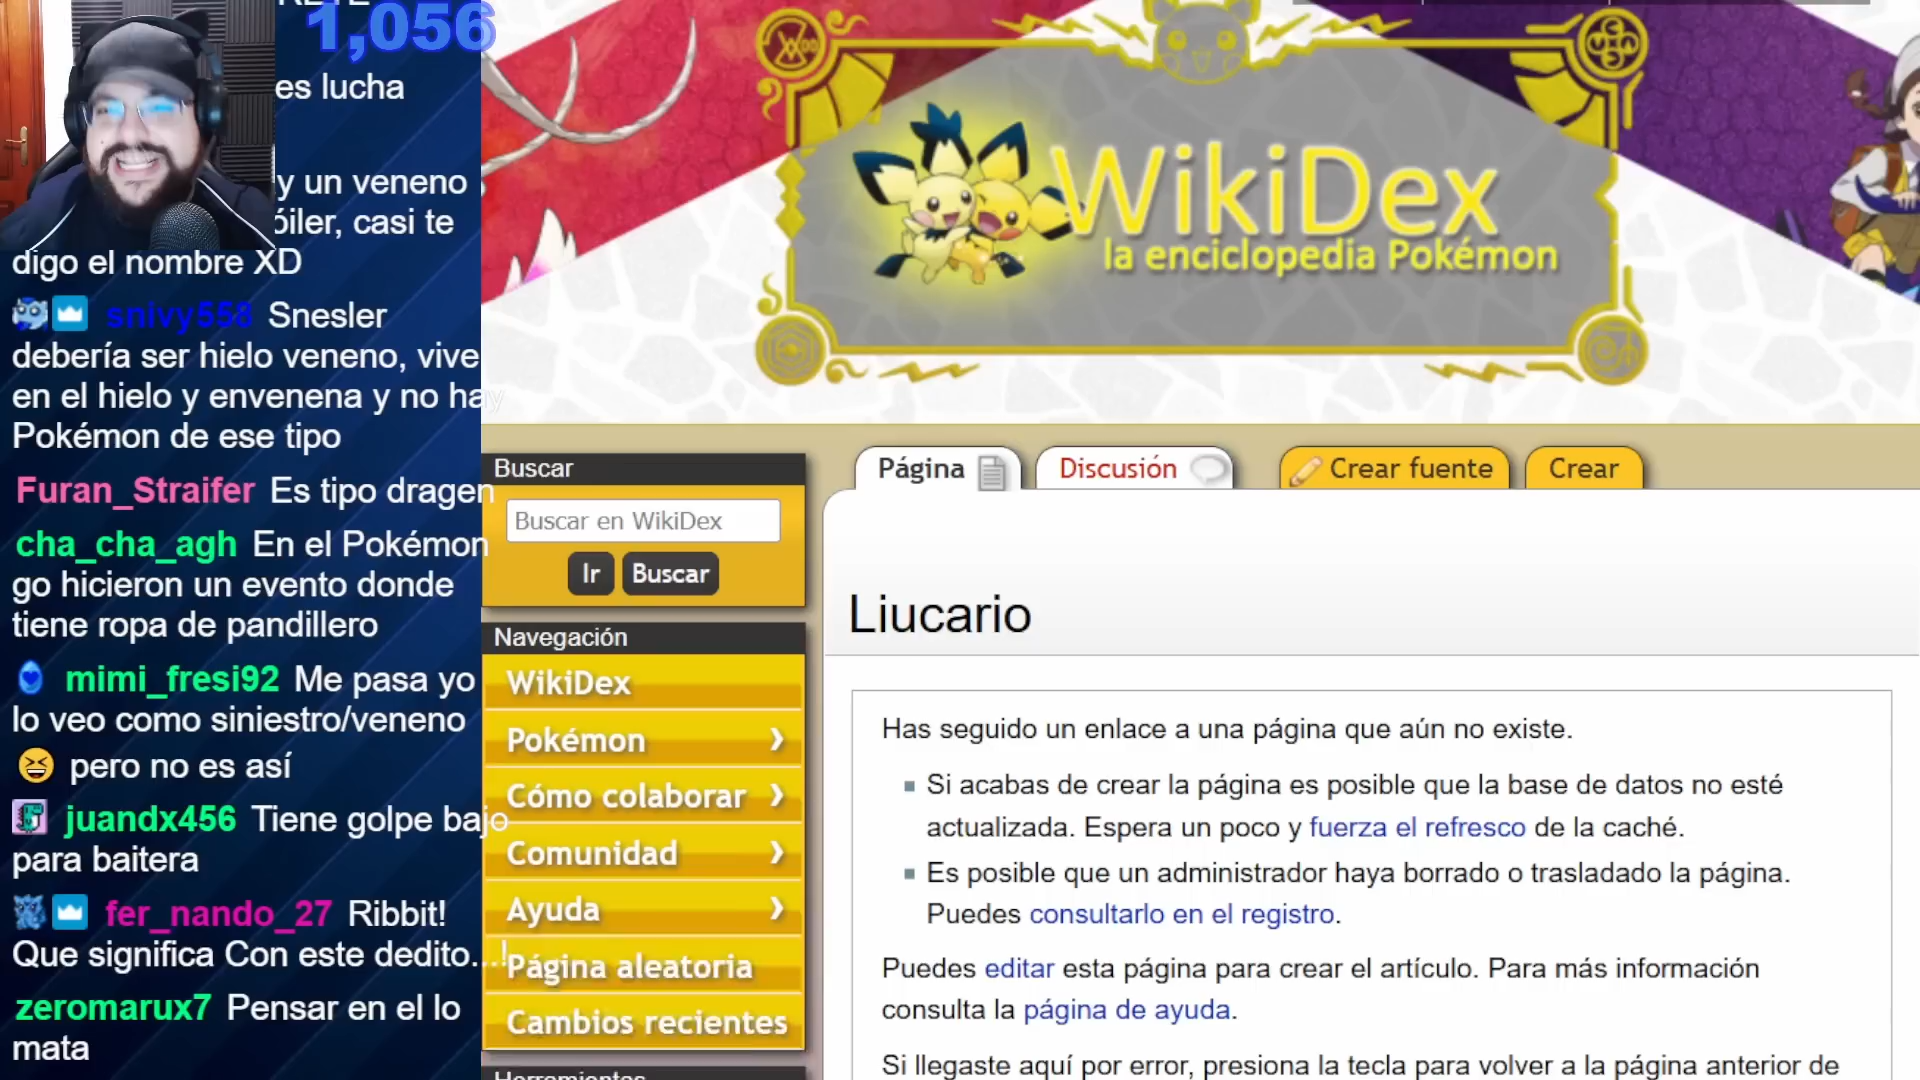 1,056
es lucha
y un veneno
óiler, casi te
digo el nombre XD
snivy558 Snesler
debería ser hielo veneno, vive
en el hielo y envenena y no hay
Pokémon de ese tipo
Furan_Straifer Es tipo dragen
cha_cha_agh En el Pokémon
go hicieron un evento donde
tiene ropa de pandillero
mimi_fresi92 Me pasa yo
lo veo como siniestro/veneno
pero no es así
juandx456 Tiene golpe bajo
para baitera
fer_nando_27 Ribbit!
Que significa Con este dedito...!
zeromarux7 Pensar en el lo
mata
WikiDex
la enciclopedia Pokémon
Buscar
Buscar en WikiDex
Ir Buscar
Navegación
WikiDex
Pokémon
Cómo colaborar
Comunidad
Ayuda
Página aleatoria
Cambios recientes
Herramientas
Página Discusión Crear fuente Crear
Liucario
Has seguido un enlace a una página que aún no existe.
Si acabas de crear la página es posible que la base de datos no esté
actualizada. Espera un poco y fuerza el refresco de la caché.
Es posible que un administrador haya borrado o trasladado la página.
Puedes consultarlo en el registro.
Puedes editar esta página para crear el artículo. Para más información
consulta la página de ayuda.
Si llegaste aquí por error, presiona la tecla para volver a la página anterior de